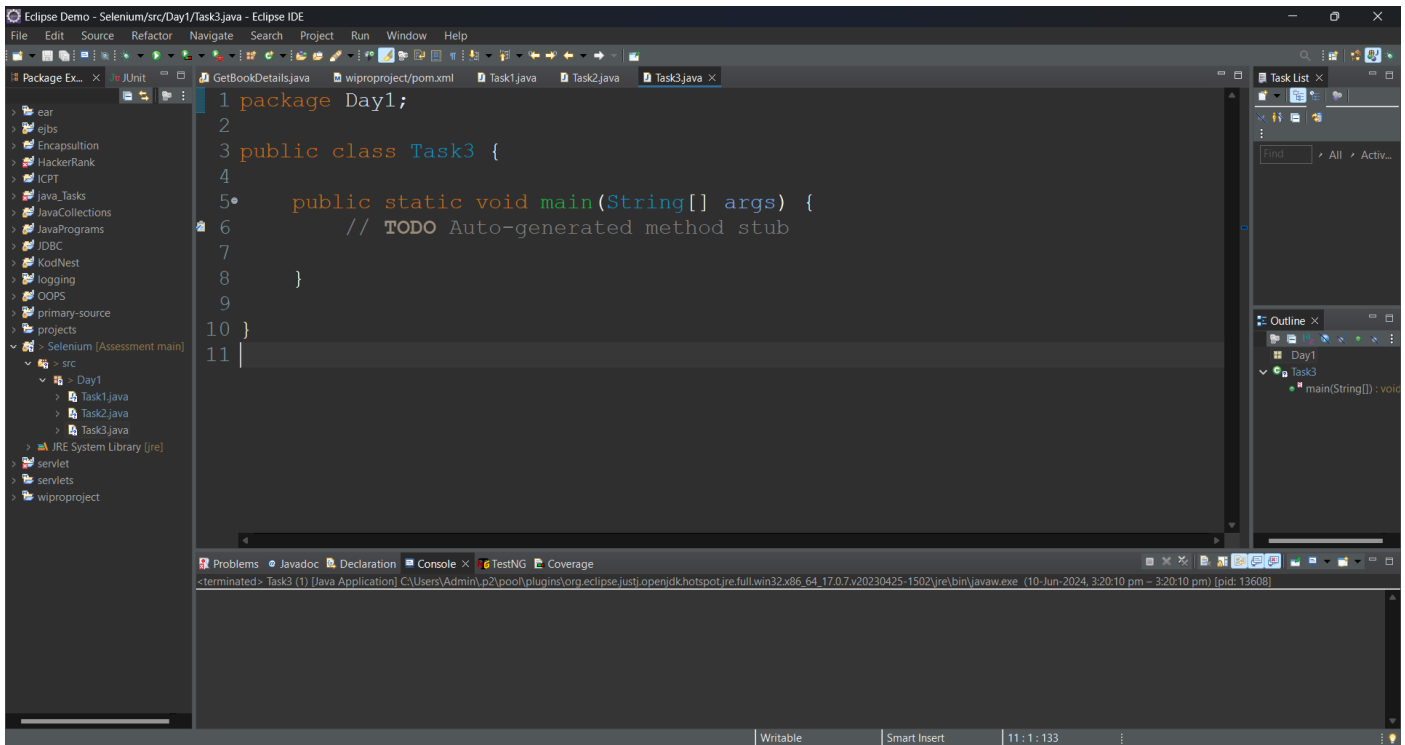 Eclipse Demo - Selenium/src/Day1/Task3.java - Eclipse IDE
File Edit Source Refactor Navigate Search Project Run Window Help
Package Ex... JUnit
GetBookDetails.java wiproproject/pom.xml Task1.java Task2.java Task3.java
Task List
ear
ejbs
Encapsultion
HackerRank
ICPT
java_Tasks
JavaCollections
JavaPrograms
JDBC
KodNest
logging
OOPS
primary-source
projects
> Selenium [Assessment main]
> src
> Day1
Task1.java
Task2.java
Task3.java
JRE System Library [jre]
servlet
servlets
wiproproject
1 package Day1;
2
3 public class Task3 {
4
5 public static void main(String[] args) {
6 // TODO Auto-generated method stub
7
8 }
9
10 }
11
Find All Activ...
Outline
Day1
Task3
main(String[]) : void
Problems Javadoc Declaration Console TestNG Coverage
<terminated> Task3 (1) [Java Application] C:\Users\Admin\.p2\pool\plugins\org.eclipse.justj.openjdk.hotspot.jre.full.win32.x86_64_17.0.7.v20230425-1502\jre\bin\javaw.exe (10-Jun-2024, 3:20:10 pm – 3:20:10 pm) [pid: 13608]
Writable Smart Insert 11 : 1 : 133